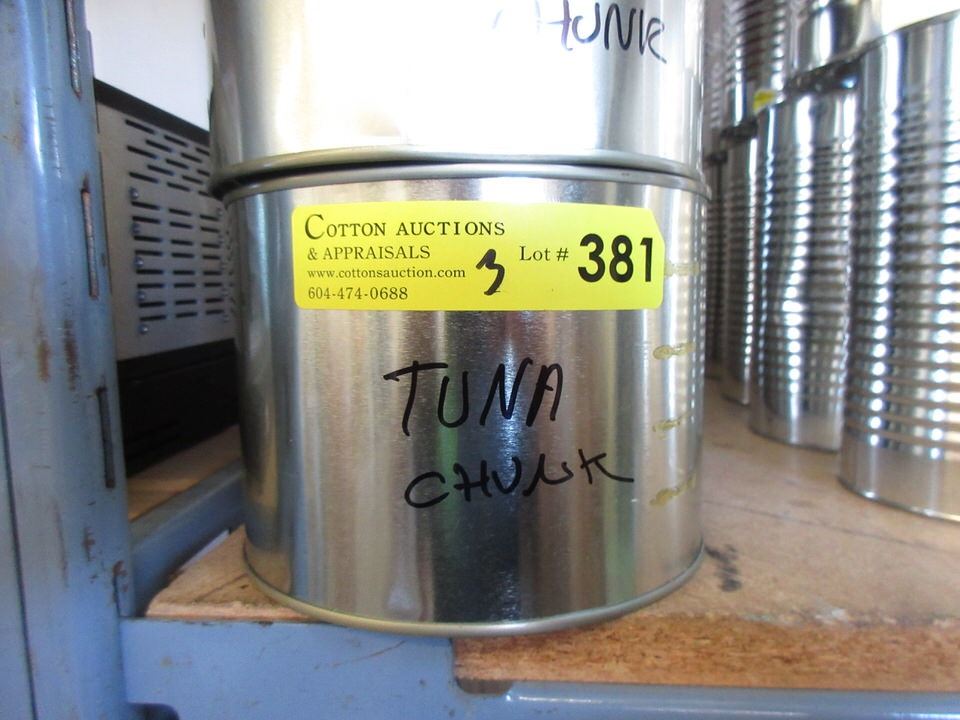 CHUNK
COTTON AUCTIONS
& APPRAISALS
www.cottonsauction.com
604-474-0688
3
Lot # 381
TUNA
CHUNK